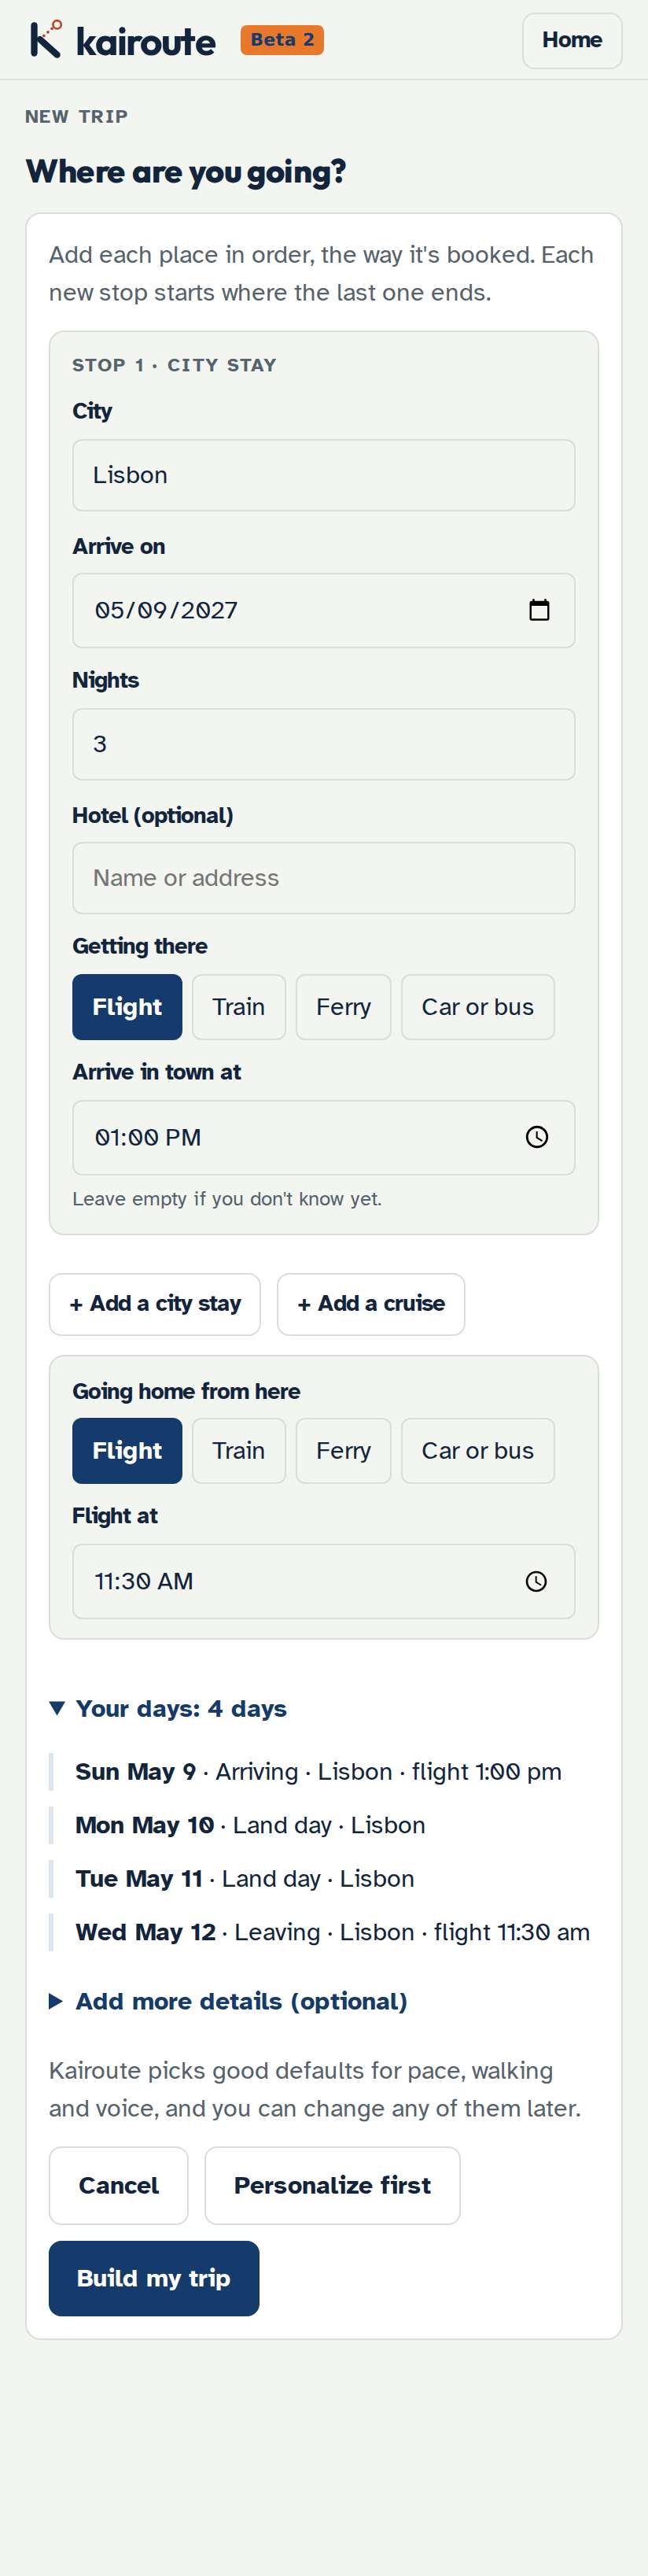 kairoute
Beta 2
Home
NEW TRIP
Where are you going?
Add each place in order, the way it's booked. Each
new stop starts where the last one ends.
STOP 1 · CITY STAY
City
Lisbon
Arrive on
05/09/2027
Nights
3
Hotel (optional)
Name or address
Getting there
Flight
Train
Ferry
Car or bus
Arrive in town at
01:00 PM
Leave empty if you don't know yet.
+ Add a city stay
+ Add a cruise
Going home from here
Flight
Train
Ferry
Car or bus
Flight at
11:30 AM
Your days: 4 days
Sun May 9 · Arriving · Lisbon · flight 1:00 pm
Mon May 10 · Land day · Lisbon
Tue May 11 · Land day · Lisbon
Wed May 12 · Leaving · Lisbon · flight 11:30 am
Add more details (optional)
Kairoute picks good defaults for pace, walking
and voice, and you can change any of them later.
Cancel
Personalize first
Build my trip